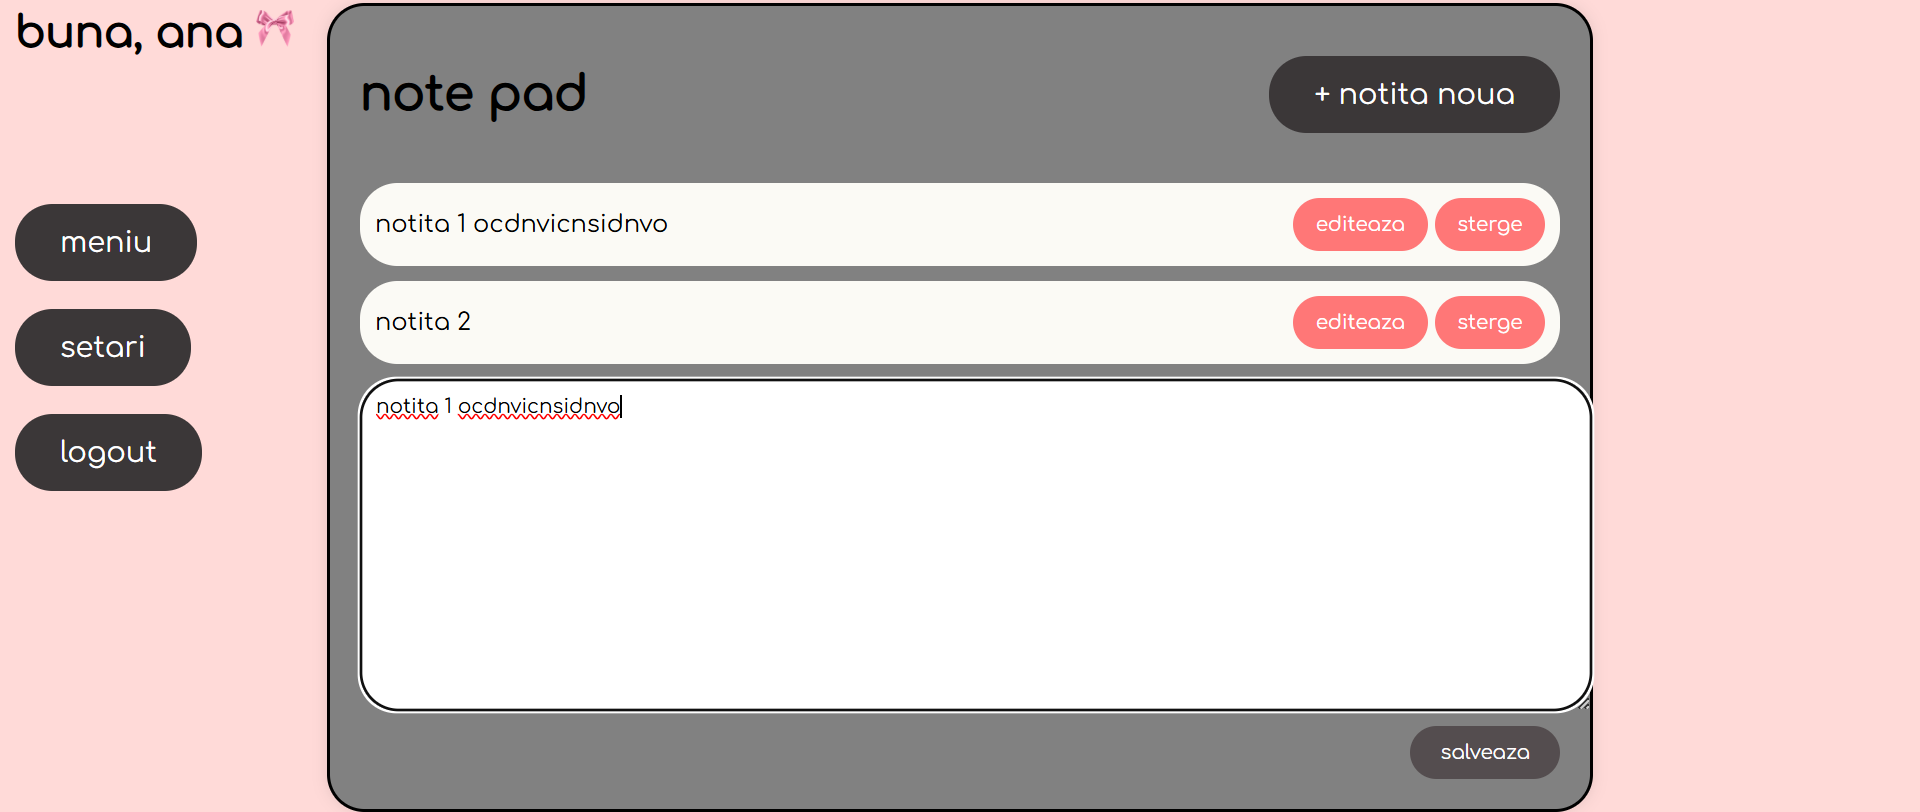 buna, ana 🎀
note pad
+ notita noua
meniu
setari
logout
notita 1 ocdnvicnsidnvo
editeaza
sterge
notita 2
editeaza
sterge
notita 1 ocdnvicnsidnvo
salveaza